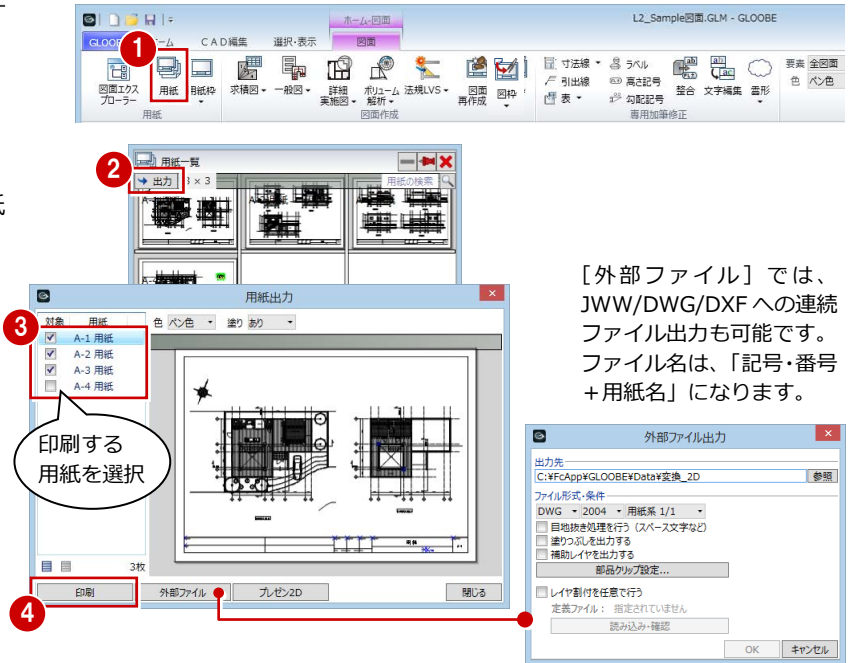 L2_Sample図面.GLM - GLOOBE
ホーム-図面
ホーム
CAD編集
選択・表示
図面
1
図面エクスプローラー
用紙
用紙枠
用紙
求積図
一般図
詳細実施図
ボリューム解析
法規LVS
図面再作成
図枠
図面作成
寸法線
引出線
表
ラベル
高さ記号
勾配記号
整合
文字編集
雲形
専用加筆修正
要素 全図面
色 ペン色
紙
2
用紙一覧
出力
× 3
用紙の検索
用紙出力
3
対象 用紙
A-1 用紙
A-2 用紙
A-3 用紙
A-4 用紙
色 ペン色 塗り あり
印刷する
用紙を選択
3枚
4
印刷
外部ファイル
プレゼン2D
閉じる
[外部ファイル]では、
JWW/DWG/DXF への連続
ファイル出力も可能です。
ファイル名は、「記号・番号
+用紙名」になります。
外部ファイル出力
出力先
C:¥FcApp¥GLOOBE¥Data¥変換_2D
参照
ファイル形式・条件
DWG 2004 用紙系 1/1
目地抜き処理を行う (スペース文字など)
塗りつぶしを出力する
補助レイヤを出力する
部品クリップ設定...
レイヤ割付を任意で行う
定義ファイル: 指定されていません
読み込み・確認
OK
キャンセル